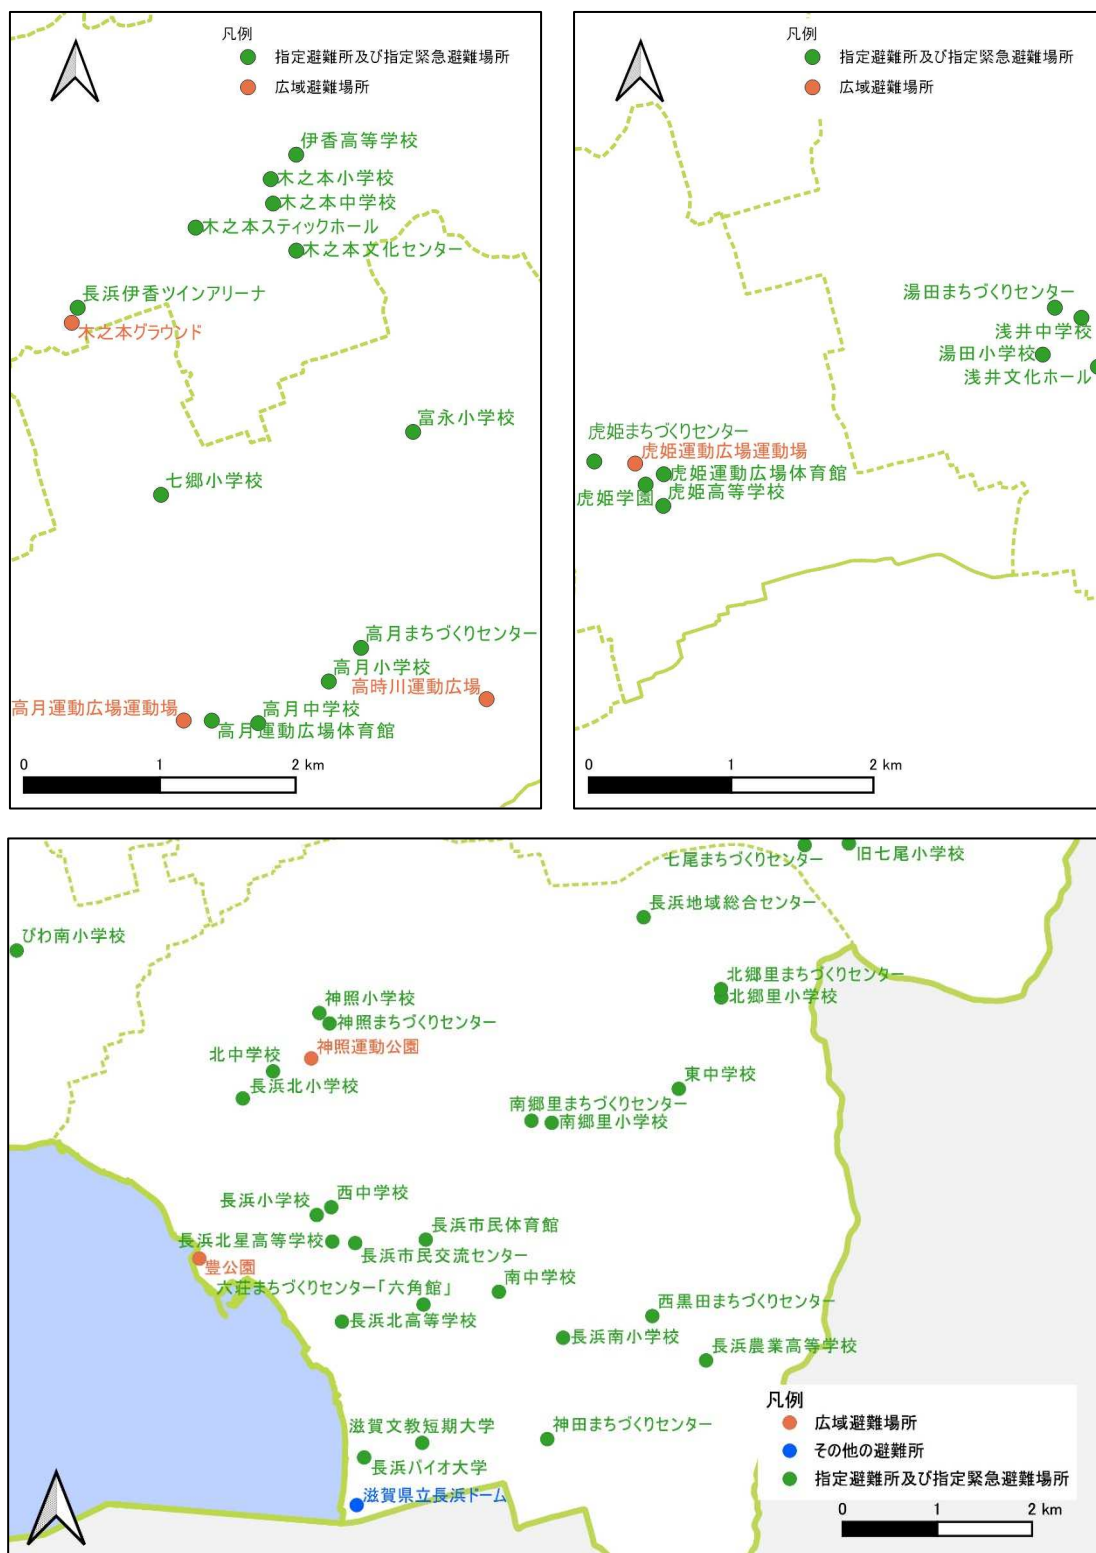 凡例
指定避難所及び指定緊急避難場所
広域避難場所
伊香高等学校
木之本小学校
木之本中学校
木之本スティックホール
木之本文化センター
長浜伊香ツインアリーナ
木之本グラウンド
富永小学校
七郷小学校
高月まちづくりセンター
高月小学校
高時川運動広場
高月中学校
高月運動広場運動場
高月運動広場体育館
0 1 2 km
凡例
指定避難所及び指定緊急避難場所
広域避難場所
湯田まちづくりセンター
浅井中学校
湯田小学校
浅井文化ホール
虎姫まちづくりセンター
虎姫運動広場運動場
虎姫運動広場体育館
虎姫学園
虎姫高等学校
0 1 2 km
七尾まちづくりセンター
旧七尾小学校
長浜地域総合センター
びわ南小学校
北郷里まちづくりセンター
北郷里小学校
神照小学校
神照まちづくりセンター
神照運動公園
北中学校
長浜北小学校
東中学校
南郷里まちづくりセンター
南郷里小学校
長浜小学校
西中学校
長浜市民体育館
長浜北星高等学校
長浜市民交流センター
豊公園
六荘まちづくりセンター「六角館」
南中学校
長浜北高等学校
西黒田まちづくりセンター
長浜南小学校
長浜農業高等学校
滋賀文教短期大学
神田まちづくりセンター
長浜バイオ大学
滋賀県立長浜ドーム
凡例
広域避難場所
その他の避難所
指定避難所及び指定緊急避難場所
0 1 2 km